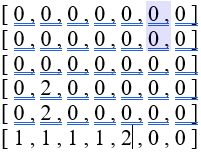 [ 0 , 0 , 0 , 0 , 0 , 0 , 0 ]
[ 0 , 0 , 0 , 0 , 0 , 0 , 0 ]
[ 0 , 0 , 0 , 0 , 0 , 0 , 0 ]
[ 0 , 2 , 0 , 0 , 0 , 0 , 0 ]
[ 0 , 2 , 0 , 0 , 0 , 0 , 0 ]
[ 1 , 1 , 1 , 1 , 2 , 0 , 0 ]